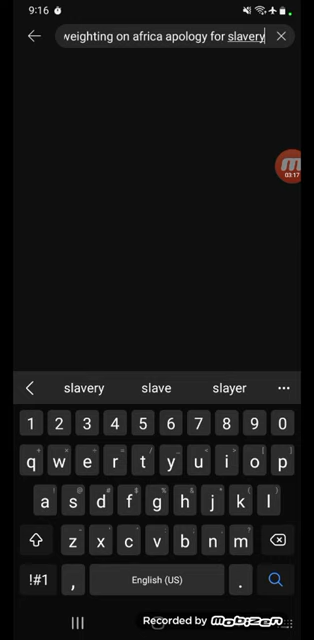 9:16
weighting on africa apology for slavery
03:17
slavery slave slayer
1 2 3 4 5 6 7 8 9 0
q w e r t y u i o p
a s d f g h j k l
z x c v b n m
!#1 , English (US) .
Recorded by mobizen